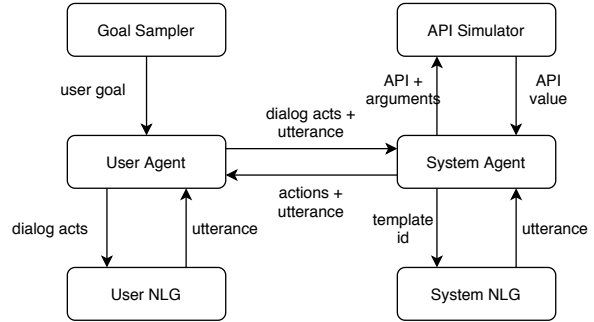 Goal Sampler
API Simulator
user goal
API +
arguments
API
value
dialog acts +
utterance
User Agent
System Agent
actions +
utterance
dialog acts
utterance
template
id
utterance
User NLG
System NLG